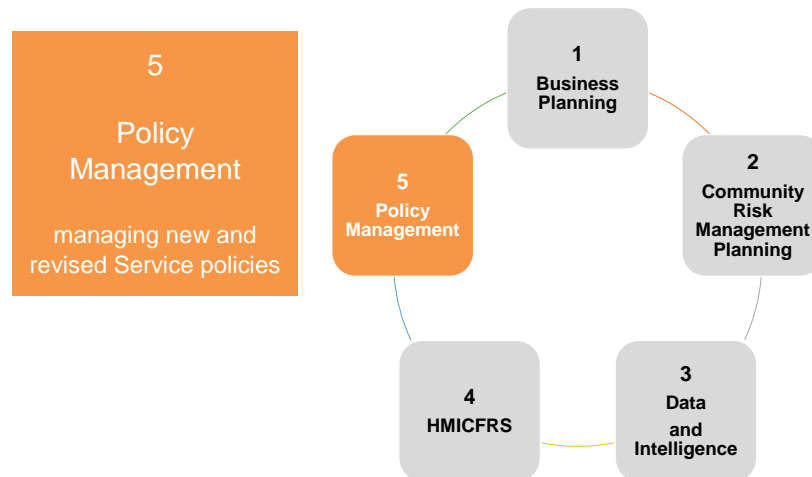 5
Policy
Management
managing new and
revised Service policies
1
Business
Planning
2
Community
Risk
Management
Planning
3
Data
and
Intelligence
4
HMICFRS
5
Policy
Management